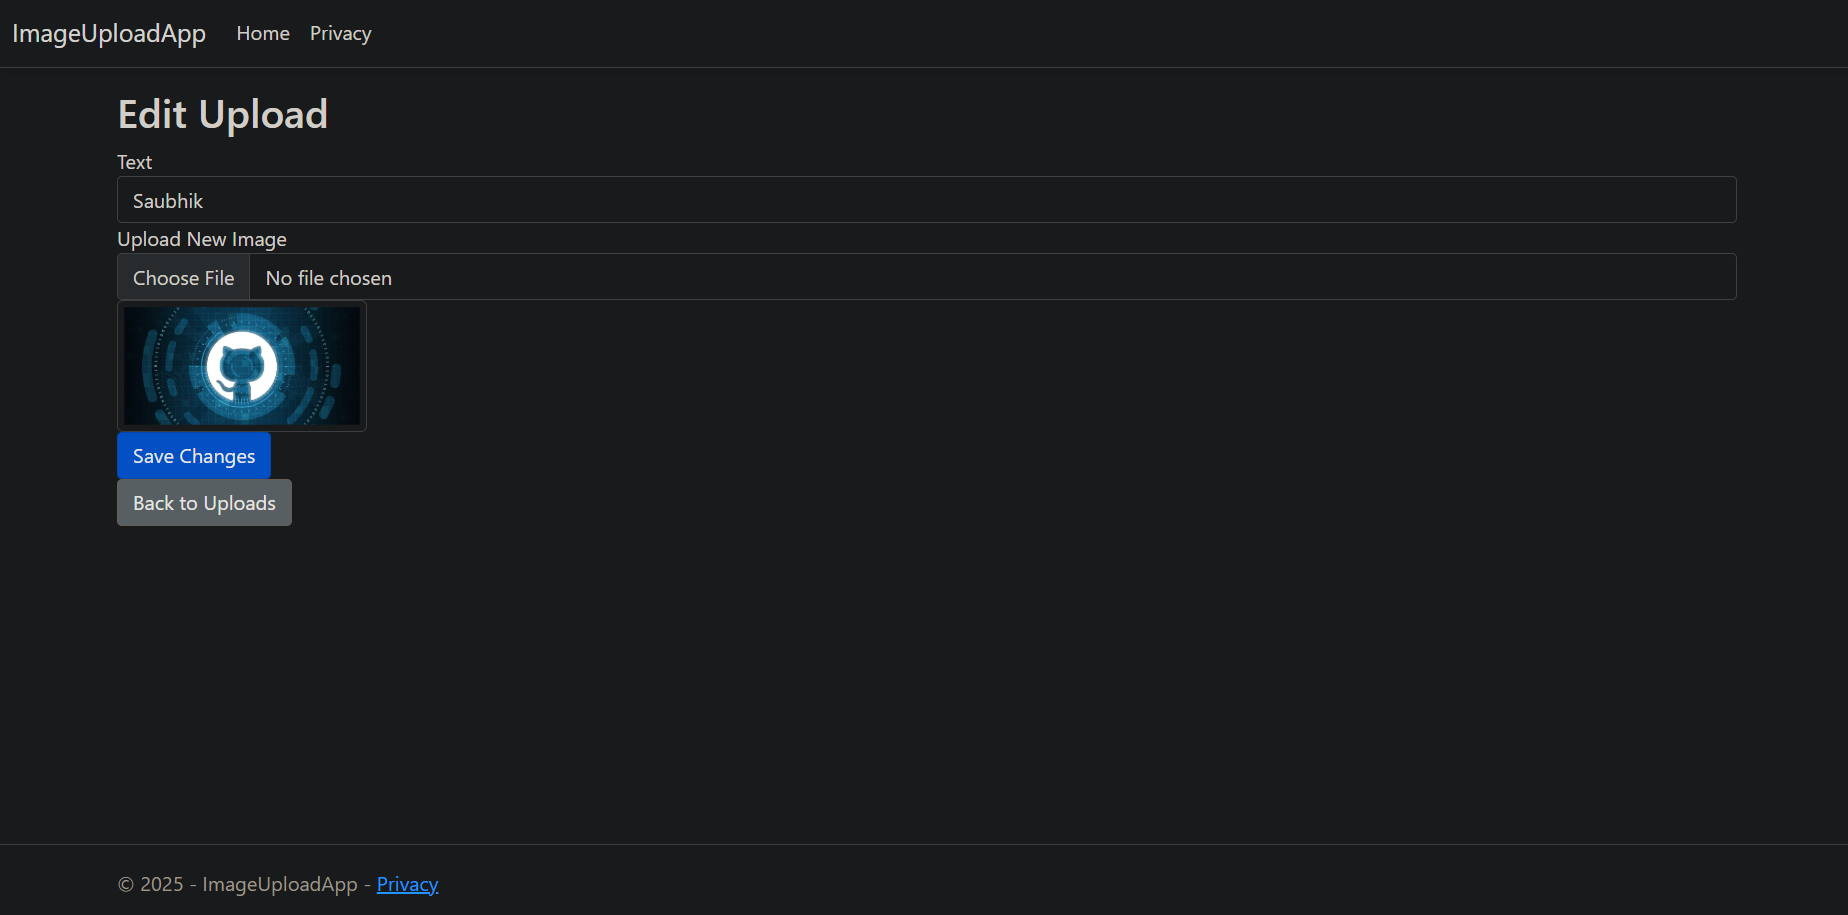 ImageUploadApp Home Privacy
Edit Upload
Text
Saubhik
Upload New Image
Choose File No file chosen
Save Changes
Back to Uploads
© 2025 - ImageUploadApp - Privacy